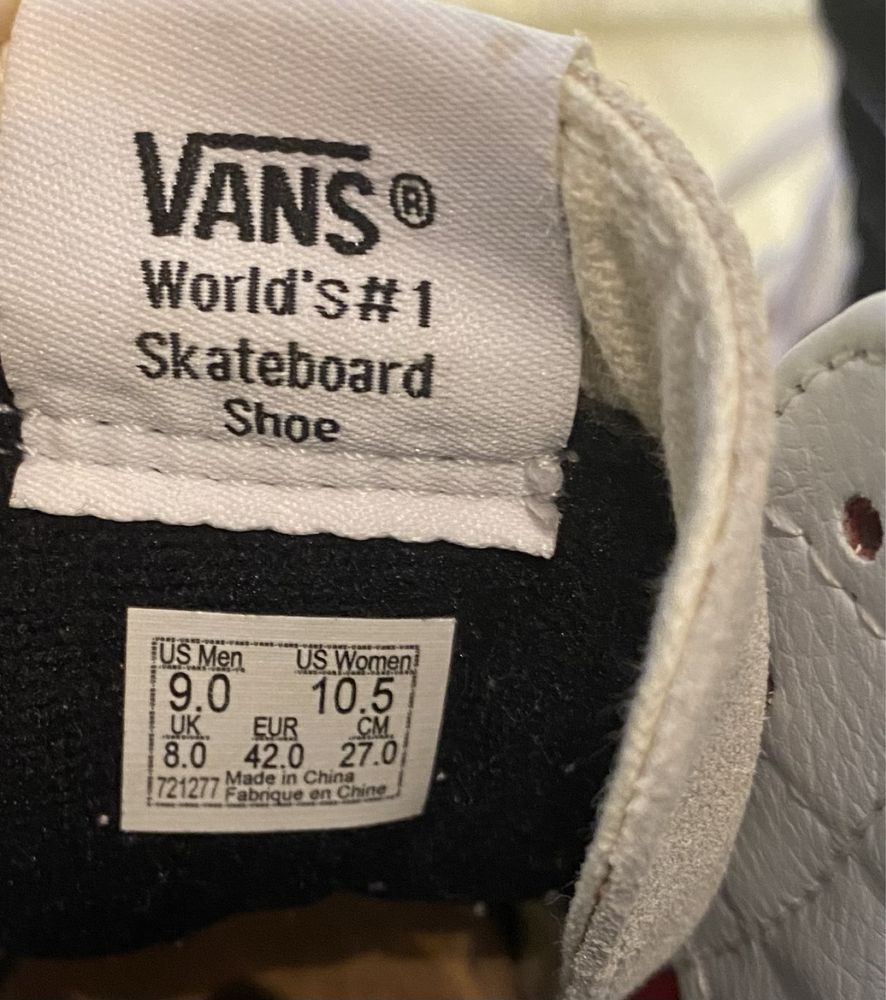 VANS®
World's #1
Skateboard
Shoe
US Men US Women
9.0 10.5
UK EUR CM
8.0 42.0 27.0
721277 Made in China
Fabrique en Chine